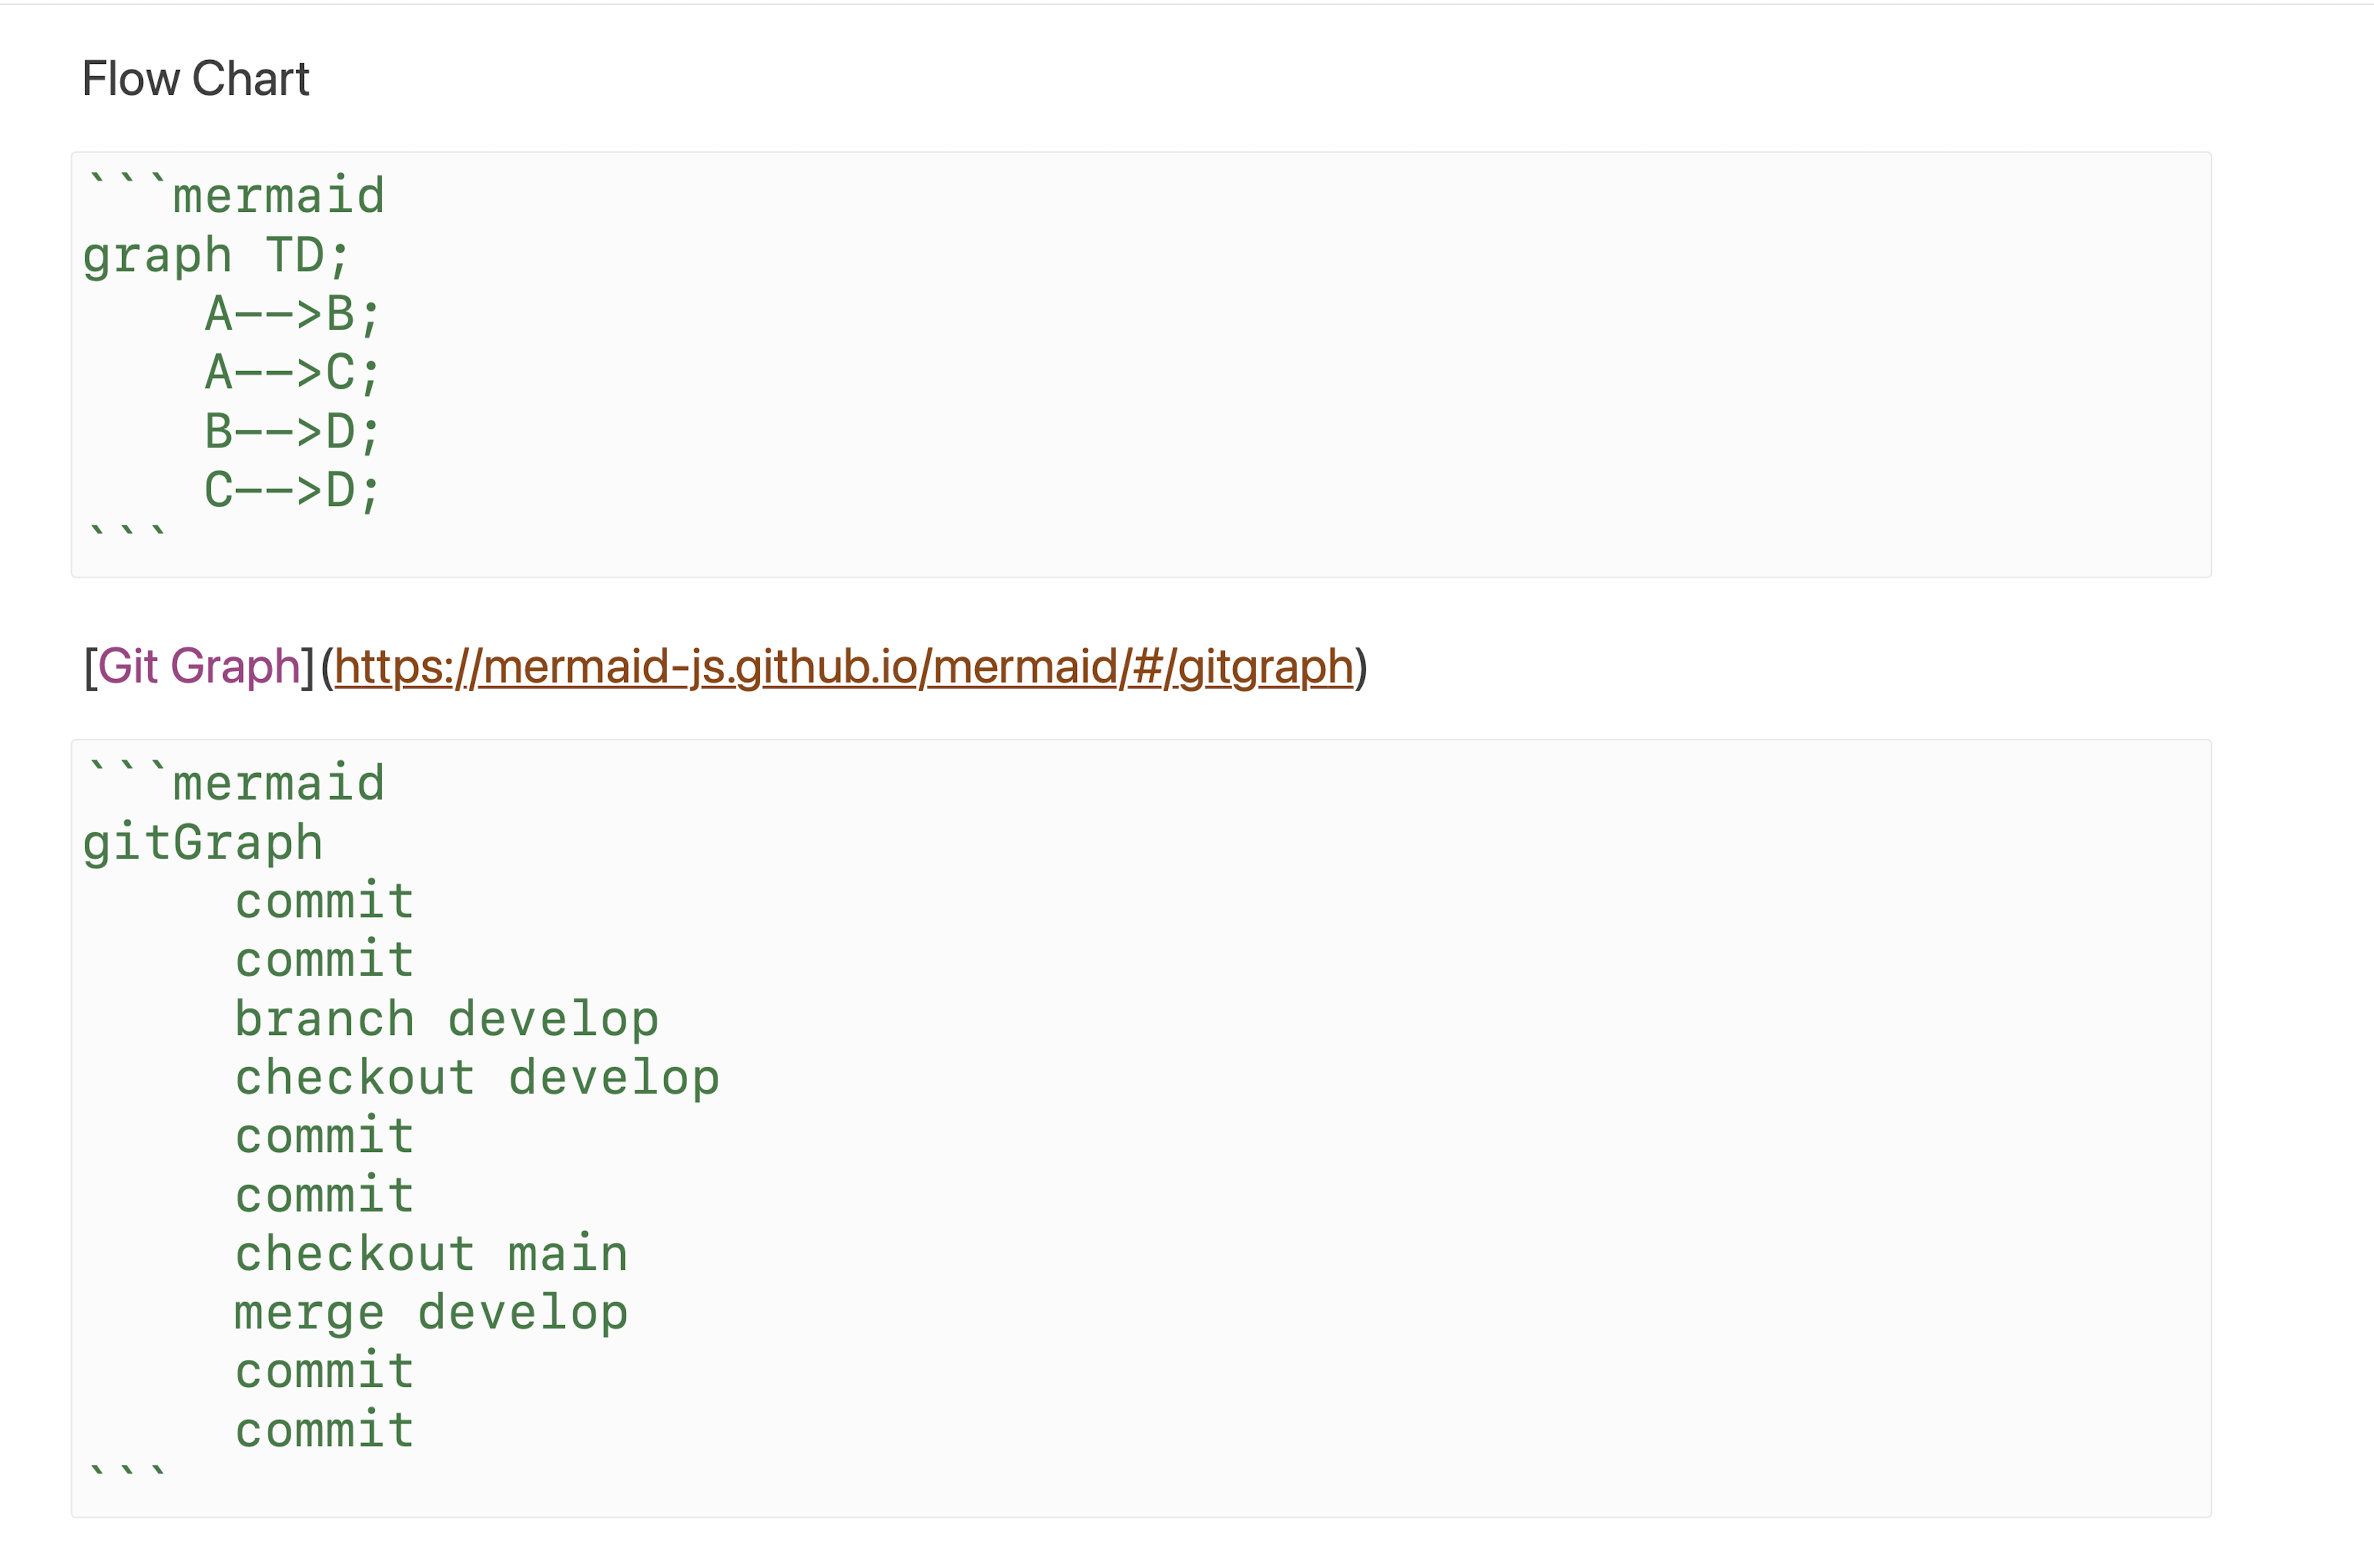 Flow Chart
```mermaid
graph TD;
    A-->B;
    A-->C;
    B-->D;
    C-->D;
```
[Git Graph](https://mermaid-js.github.io/mermaid/#/gitgraph)
```mermaid
gitGraph
     commit
     commit
     branch develop
     checkout develop
     commit
     commit
     checkout main
     merge develop
     commit
     commit
```